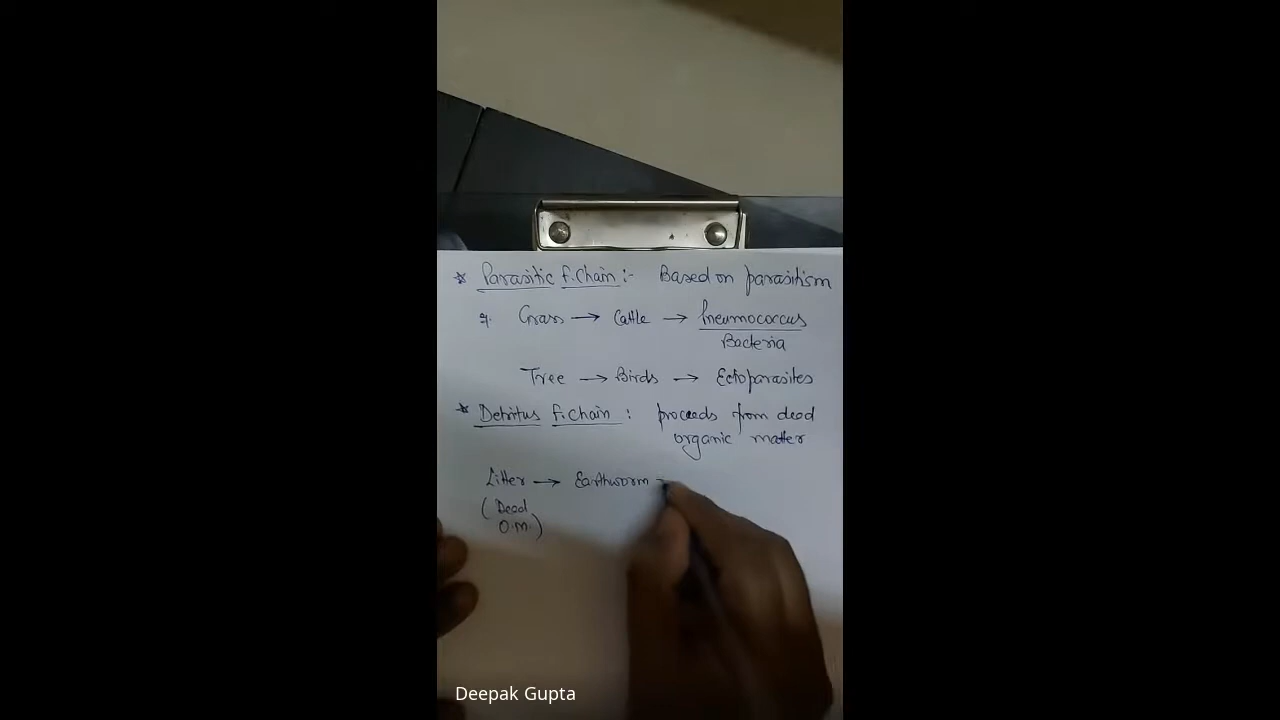 * Parasitic F.Chain :- Based on parasitism
eg. Grass → Cattle → Pneumococcus
Bacteria
Tree → Birds → Ectoparasites
* Detritus F.chain : proceeds from dead
organic matter
Litter → Earthworm →
(Dead
O.M.)
Deepak Gupta